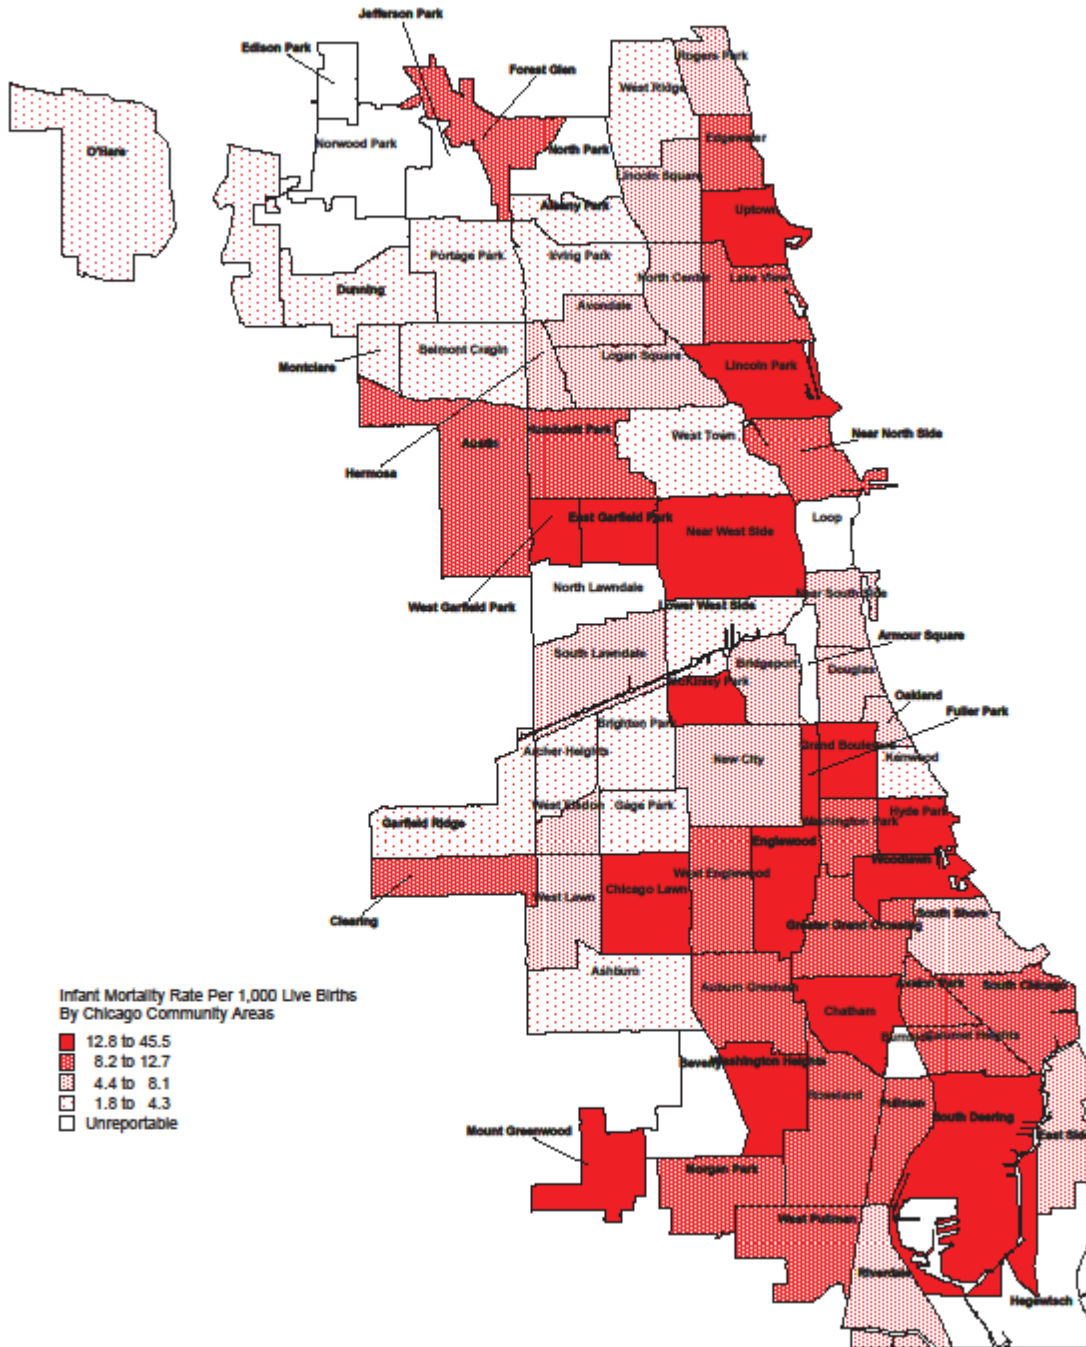 Jefferson Park
Edison Park
Rogers Park
Forest Glen
West Ridge
Edgewater
Norwood Park
North Park
O'Hare
Lincoln Square
Albany Park
Uptown
Portage Park
Irving Park
North Center
Lake View
Dunning
Avondale
Belmont Cragin
Logan Square
Lincoln Park
Montclare
Humboldt Park
West Town
Near North Side
Austin
Hermosa
East Garfield Park
Loop
Near West Side
North Lawndale
Near South Side
West Garfield Park
Lower West Side
Armour Square
South Lawndale
Bridgeport
Douglas
McKinley Park
Oakland
Fuller Park
Brighton Park
Grand Boulevard
Archer Heights
New City
Kenwood
West Elsdon
Gage Park
Hyde Park
Garfield Ridge
Washington Park
Englewood
Woodlawn
West Englewood
Chicago Lawn
West Lawn
South Shore
Clearing
Greater Grand Crossing
Ashburn
Auburn Gresham
Avalon Park
South Chicago
Infant Mortality Rate Per 1,000 Live Births
By Chicago Community Areas
12.8 to 45.5
8.2 to 12.7
4.4 to 8.1
1.8 to 4.3
Unreportable
Chatham
Burnside
Calumet Heights
Beverly
Washington Heights
Roseland
Pullman
South Deering
Mount Greenwood
East Side
Morgan Park
West Pullman
Riverdale
Hegewisch